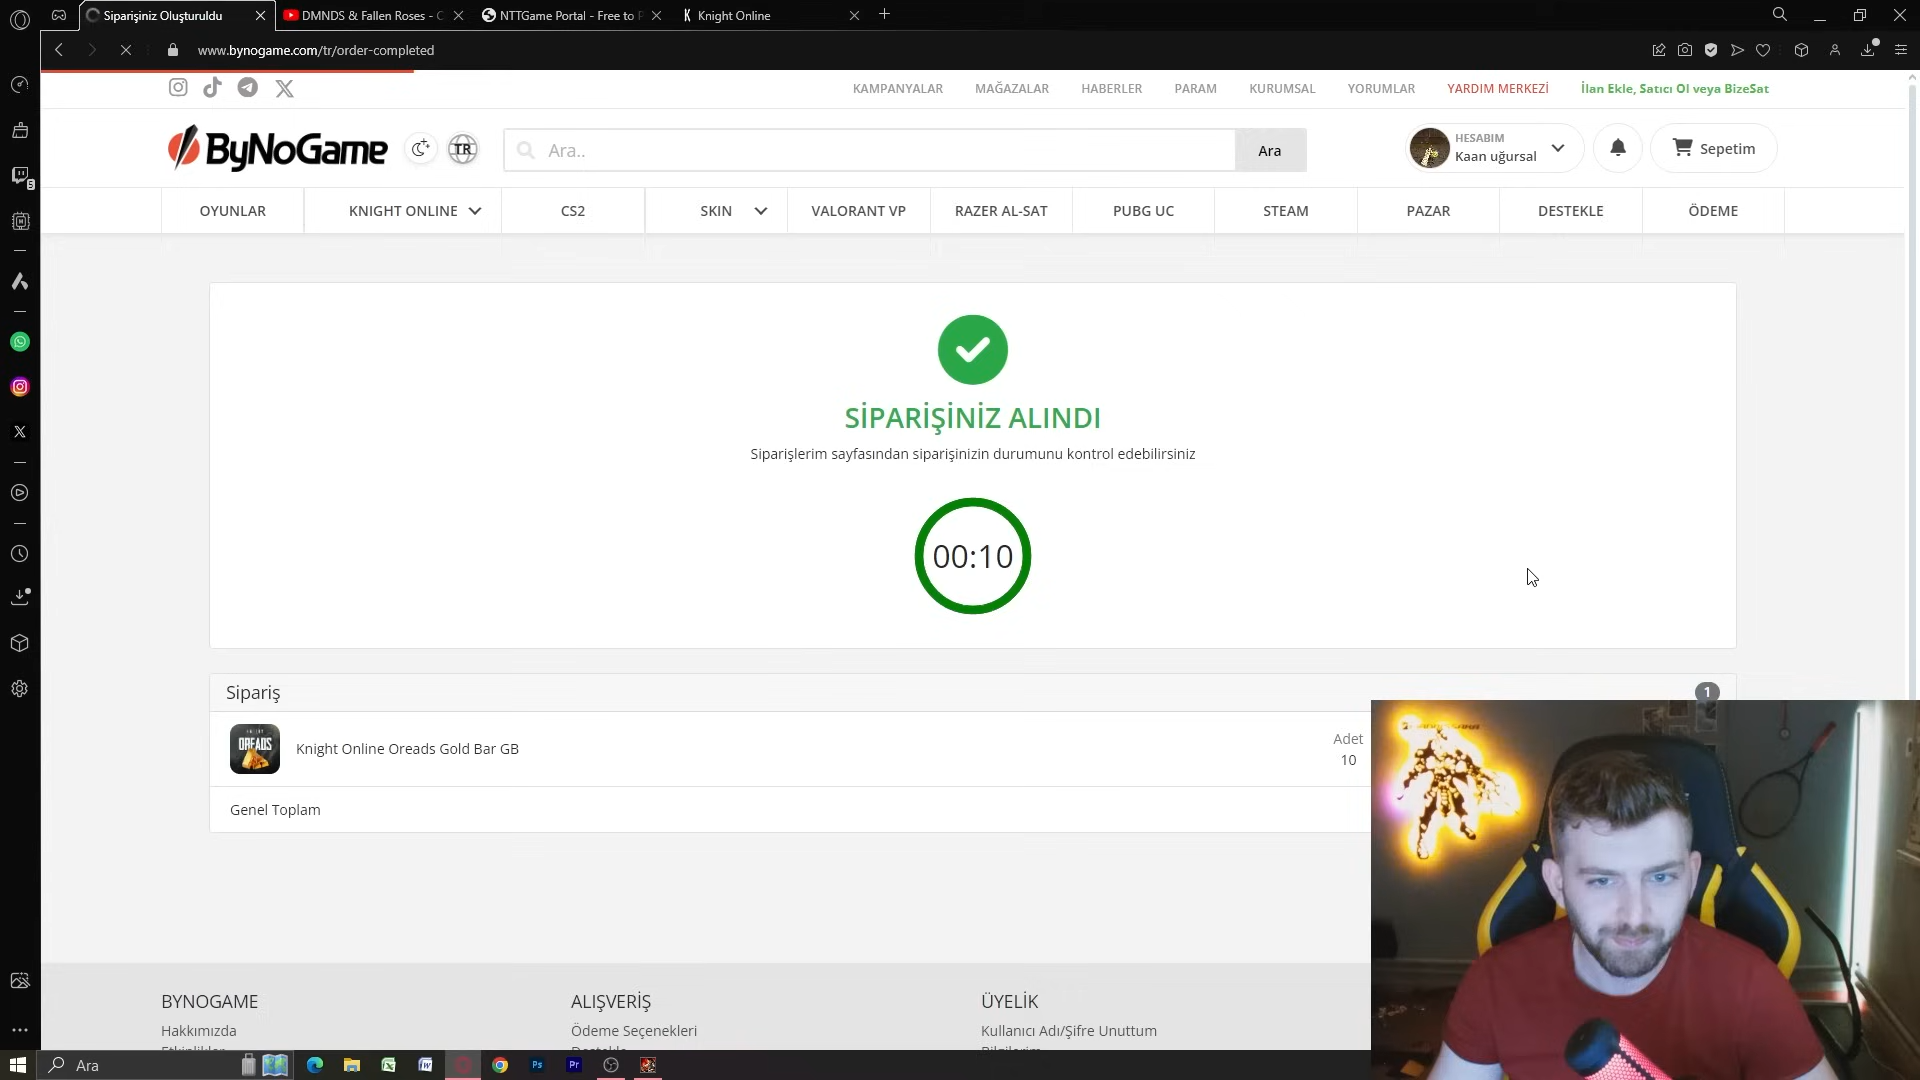 Siparişiniz Oluşturuldu
DMNDS & Fallen Roses - C
NTTGame Portal - Free to P
Knight Online
www.bynogame.com/tr/order-completed
KAMPANYALAR
MAĞAZALAR
HABERLER
PARAM
KURUMSAL
YORUMLAR
YARDIM MERKEZİ
İlan Ekle, Satıcı Ol veya BizeSat
ByNoGame
TR
Ara..
Ara
HESABIM
Kaan uğursal
Sepetim
OYUNLAR
KNIGHT ONLINE
CS2
SKIN
VALORANT VP
RAZER AL-SAT
PUBG UC
STEAM
PAZAR
DESTEKLE
ÖDEME
SİPARİŞİNİZ ALINDI
Siparişlerim sayfasından siparişinizin durumunu kontrol edebilirsiniz
00:10
Sipariş
1
OREADS
Knight Online Oreads Gold Bar GB
Adet
10
Genel Toplam
BYNOGAME
ALIŞVERİŞ
ÜYELİK
Hakkımızda
Ödeme Seçenekleri
Kullanıcı Adı/Şifre Unuttum
Ara
Ps
Pr